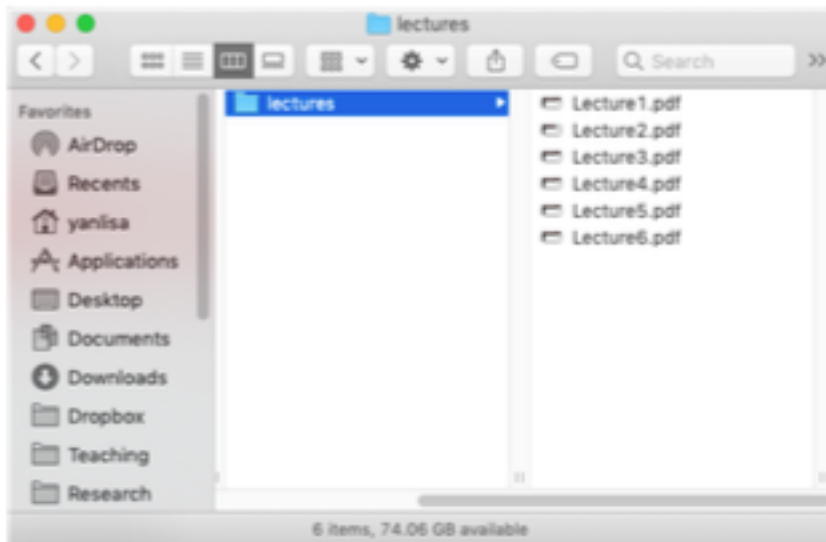 lectures
Search
Favorites
AirDrop
Recents
yanlisa
Applications
Desktop
Documents
Downloads
Dropbox
Teaching
Research
lectures
Lecture1.pdf
Lecture2.pdf
Lecture3.pdf
Lecture4.pdf
Lecture5.pdf
Lecture6.pdf
6 items, 74.06 GB available